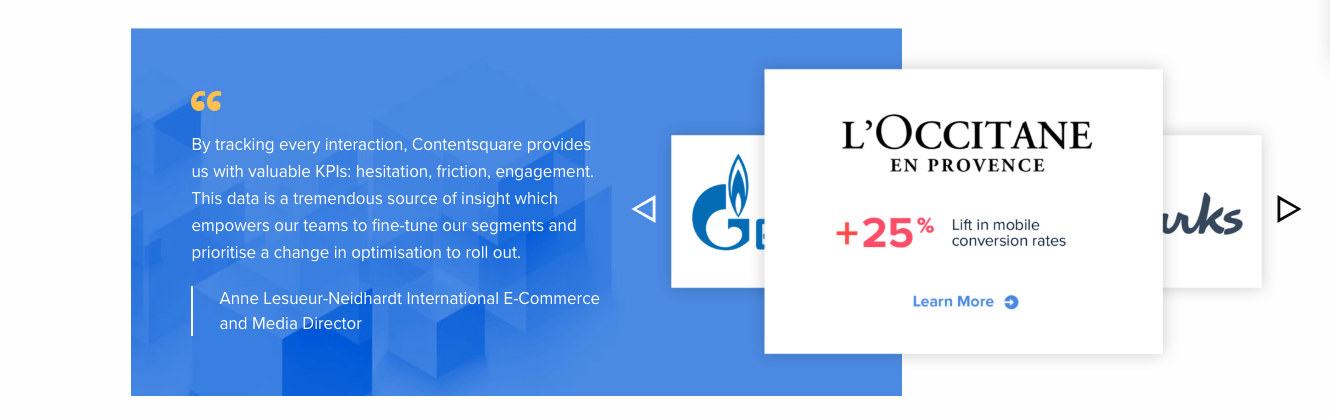 By tracking every interaction, Contentsquare provides
us with valuable KPIs: hesitation, friction, engagement.
This data is a tremendous source of insight which
empowers our teams to fine-tune our segments and
prioritise a change in optimisation to roll out.
Anne Lesueur-Neidhardt International E-Commerce
and Media Director
L'OCCITANE
EN PROVENCE
+25%
Lift in mobile
conversion rates
Learn More